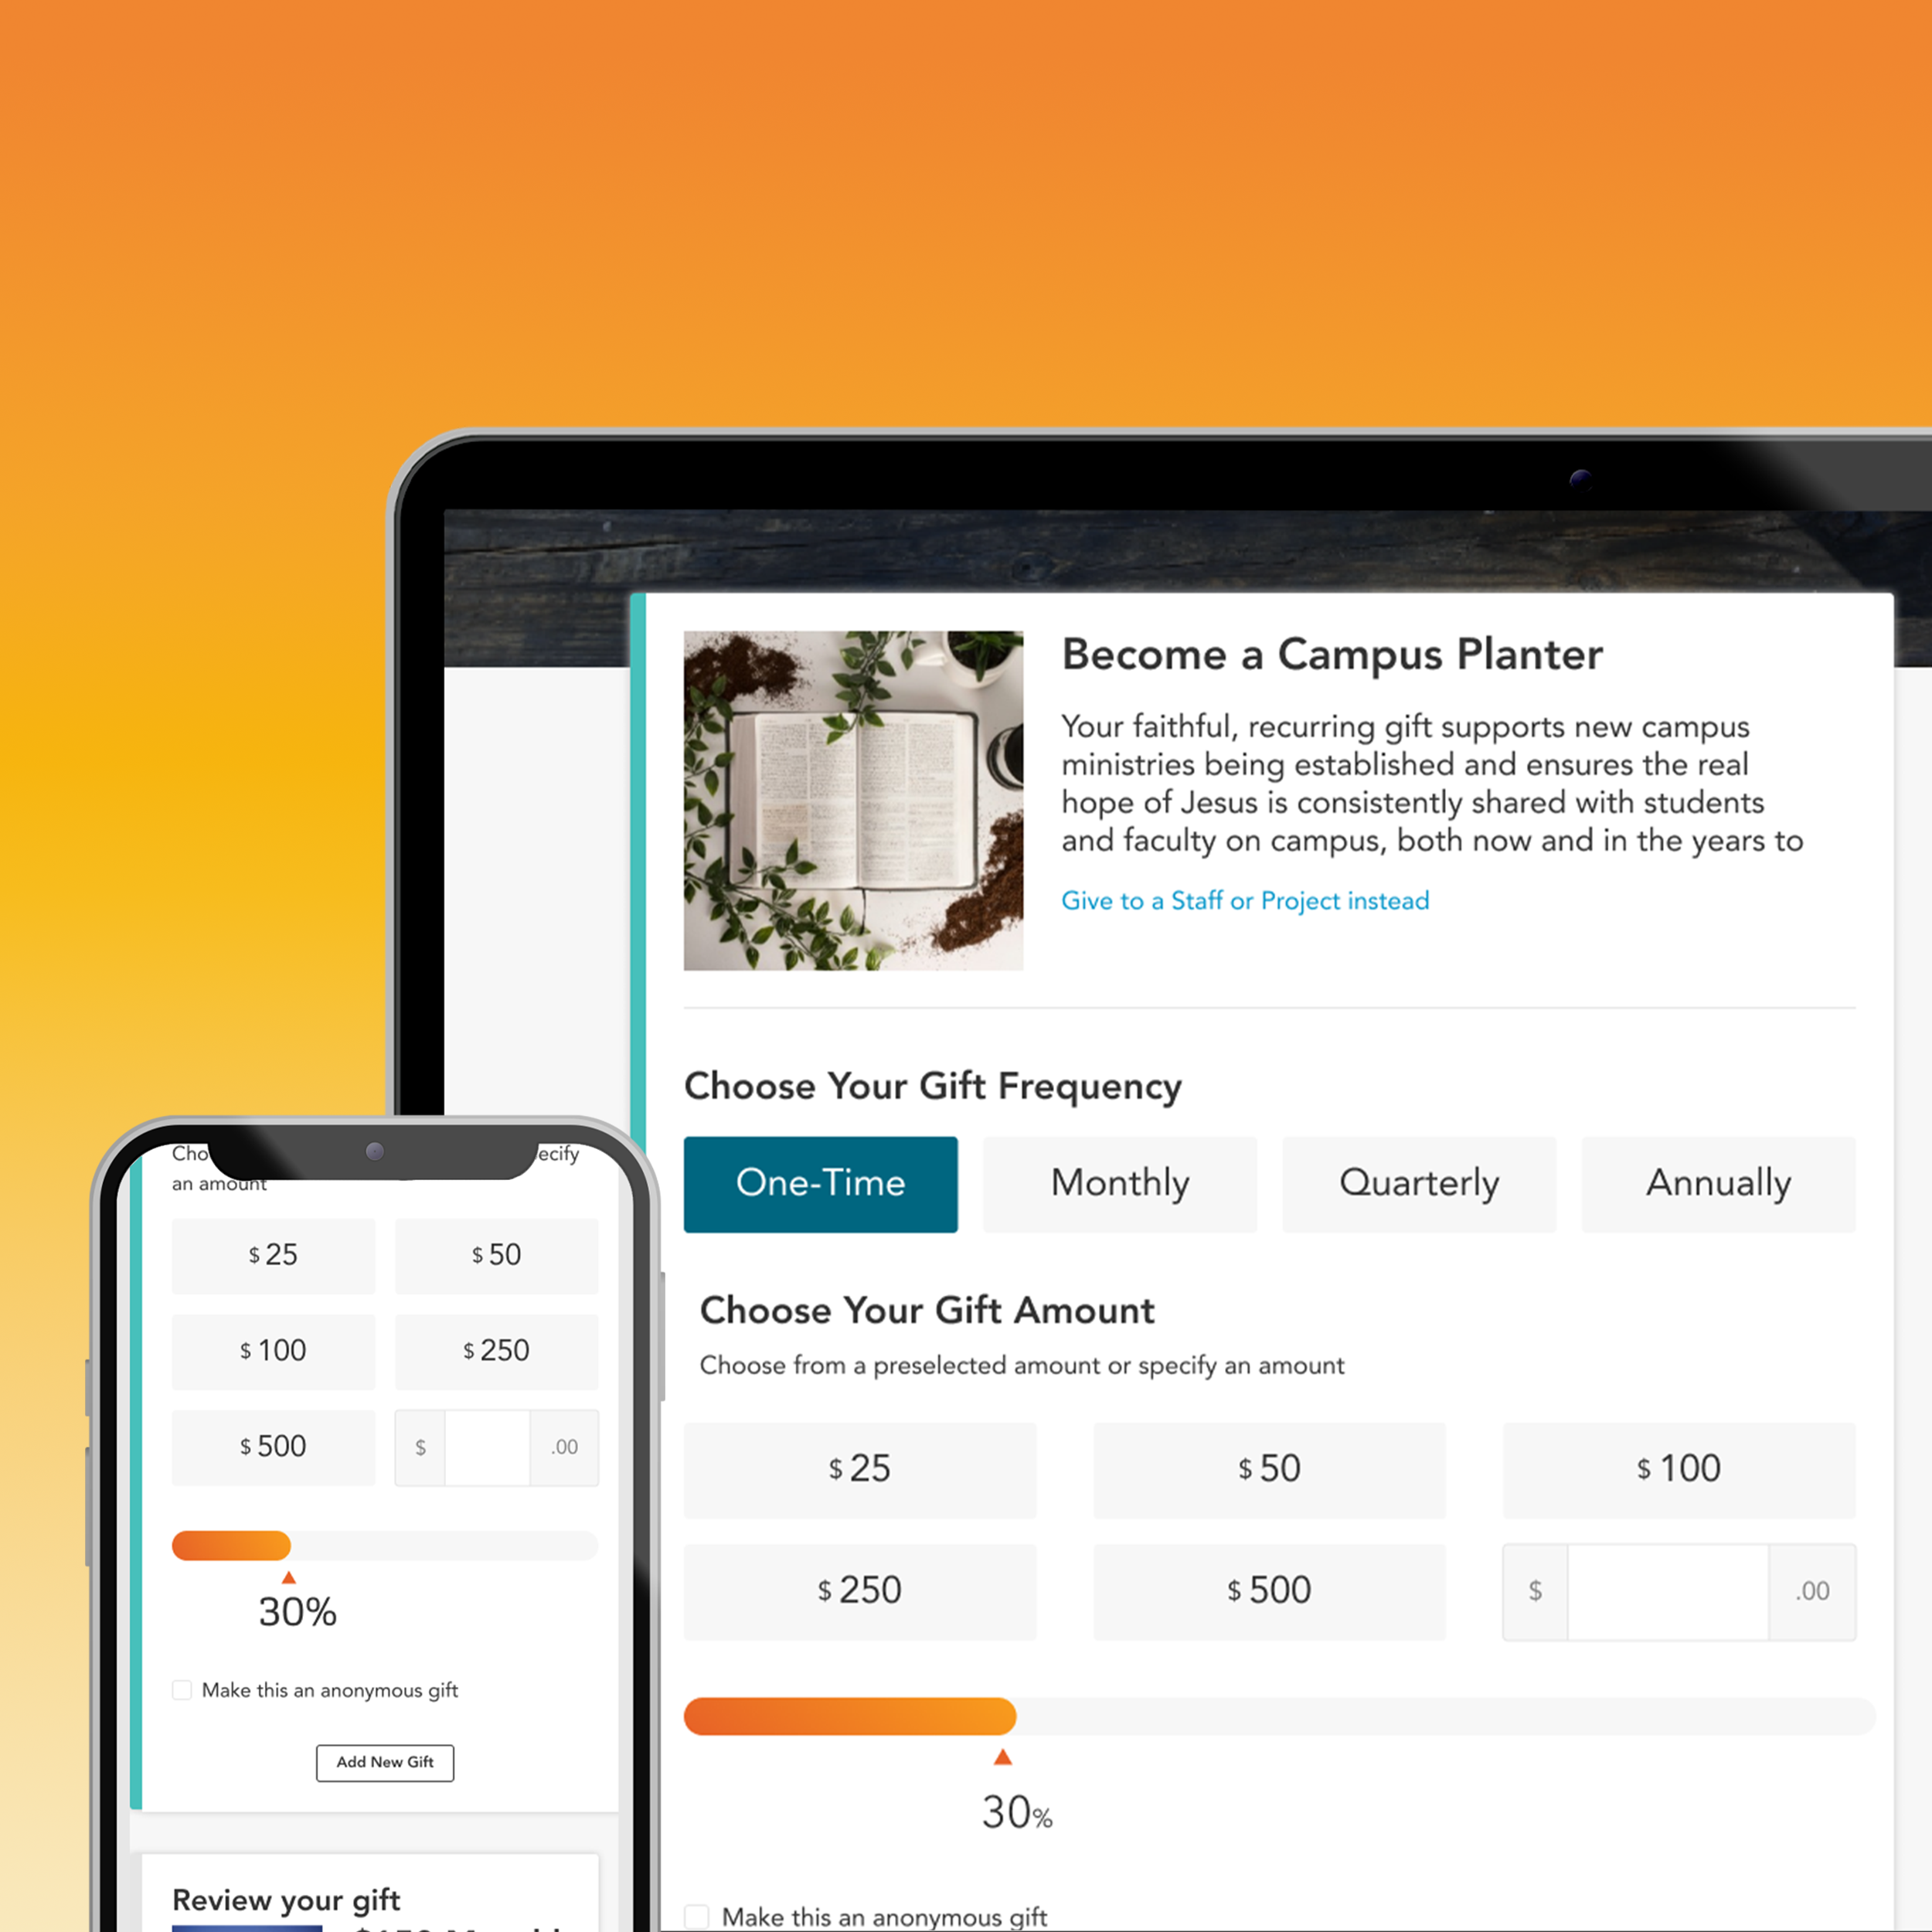 Become a Campus Planter
Your faithful, recurring gift supports new campus
ministries being established and ensures the real
hope of Jesus is consistently shared with students
and faculty on campus, both now and in the years to
Give to a Staff or Project instead
Choose Your Gift Frequency
One-Time Monthly Quarterly Annually
Choose Your Gift Amount
Choose from a preselected amount or specify an amount
$ 25 $ 50 $ 100
$ 250 $ 500 $ .00
30%
Make this an anonymous gift
Cho ecify
an amount
$ 25 $ 50
$ 100 $ 250
$ 500 $ .00
30%
Make this an anonymous gift
Add New Gift
Review your gift